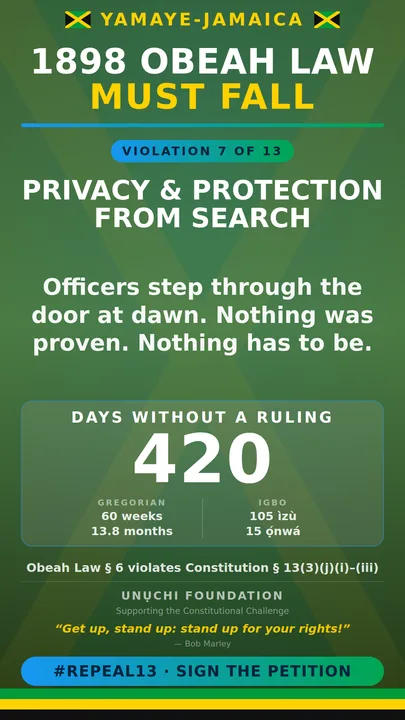 YAMAYE-JAMAICA
1898 OBEAH LAW
MUST FALL
VIOLATION 7 OF 13
PRIVACY & PROTECTION
FROM SEARCH
Officers step through the
door at dawn. Nothing was
proven. Nothing has to be.
DAYS WITHOUT A RULING
420
GREGORIAN
60 weeks
13.8 months
IGBO
105 ìzù
15 ọ́nwá
Obeah Law § 6 violates Constitution § 13(3)(j)(i)–(iii)
UNỤCHI FOUNDATION
Supporting the Constitutional Challenge
“Get up, stand up: stand up for your rights!”
— Bob Marley
#REPEAL13 · SIGN THE PETITION